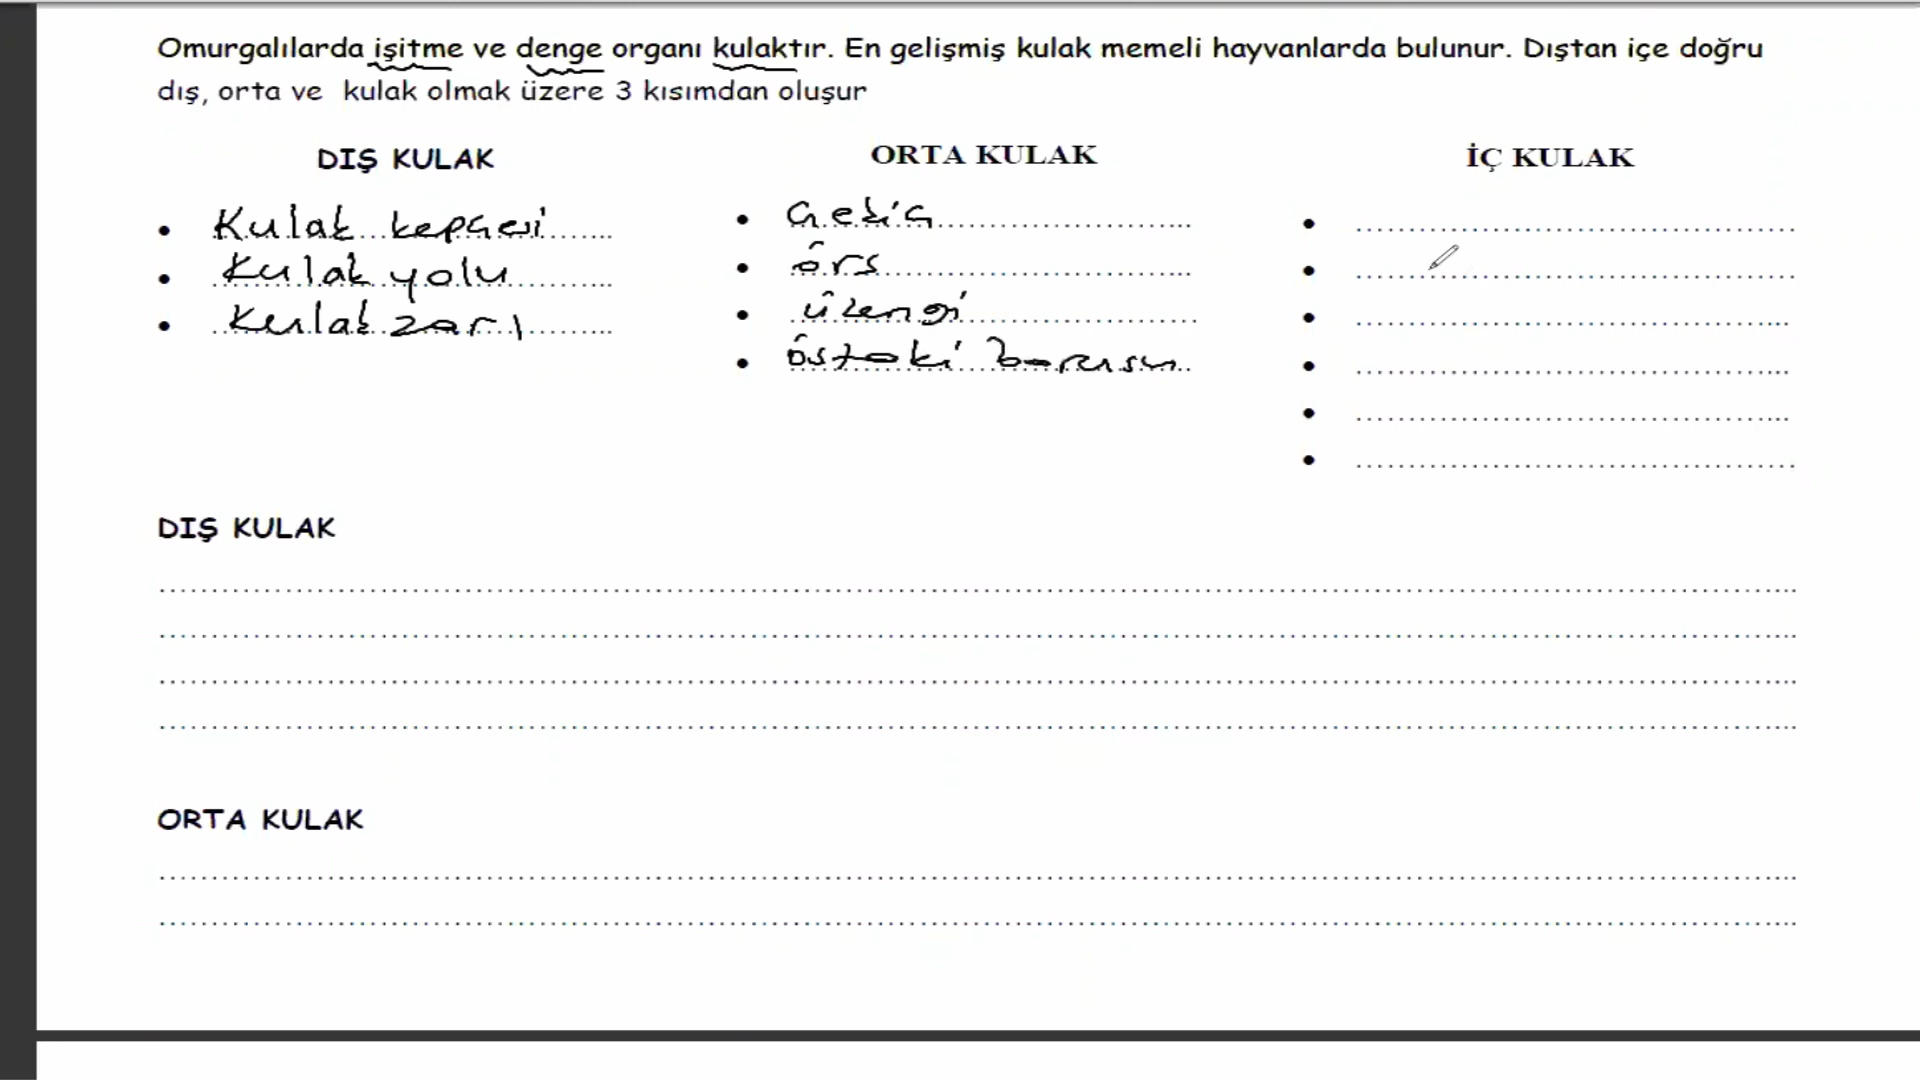 Omurgalılarda işitme ve denge organı kulaktır. En gelişmiş kulak memeli hayvanlarda bulunur. Dıştan içe doğru
dış, orta ve kulak olmak üzere 3 kısımdan oluşur
DIŞ KULAK
• Kulak kepçesi
• Kulak yolu
• Kulak zarı
ORTA KULAK
• Çekiç
• örs
• üzengi
• östaki borusu
İÇ KULAK
DIŞ KULAK
ORTA KULAK